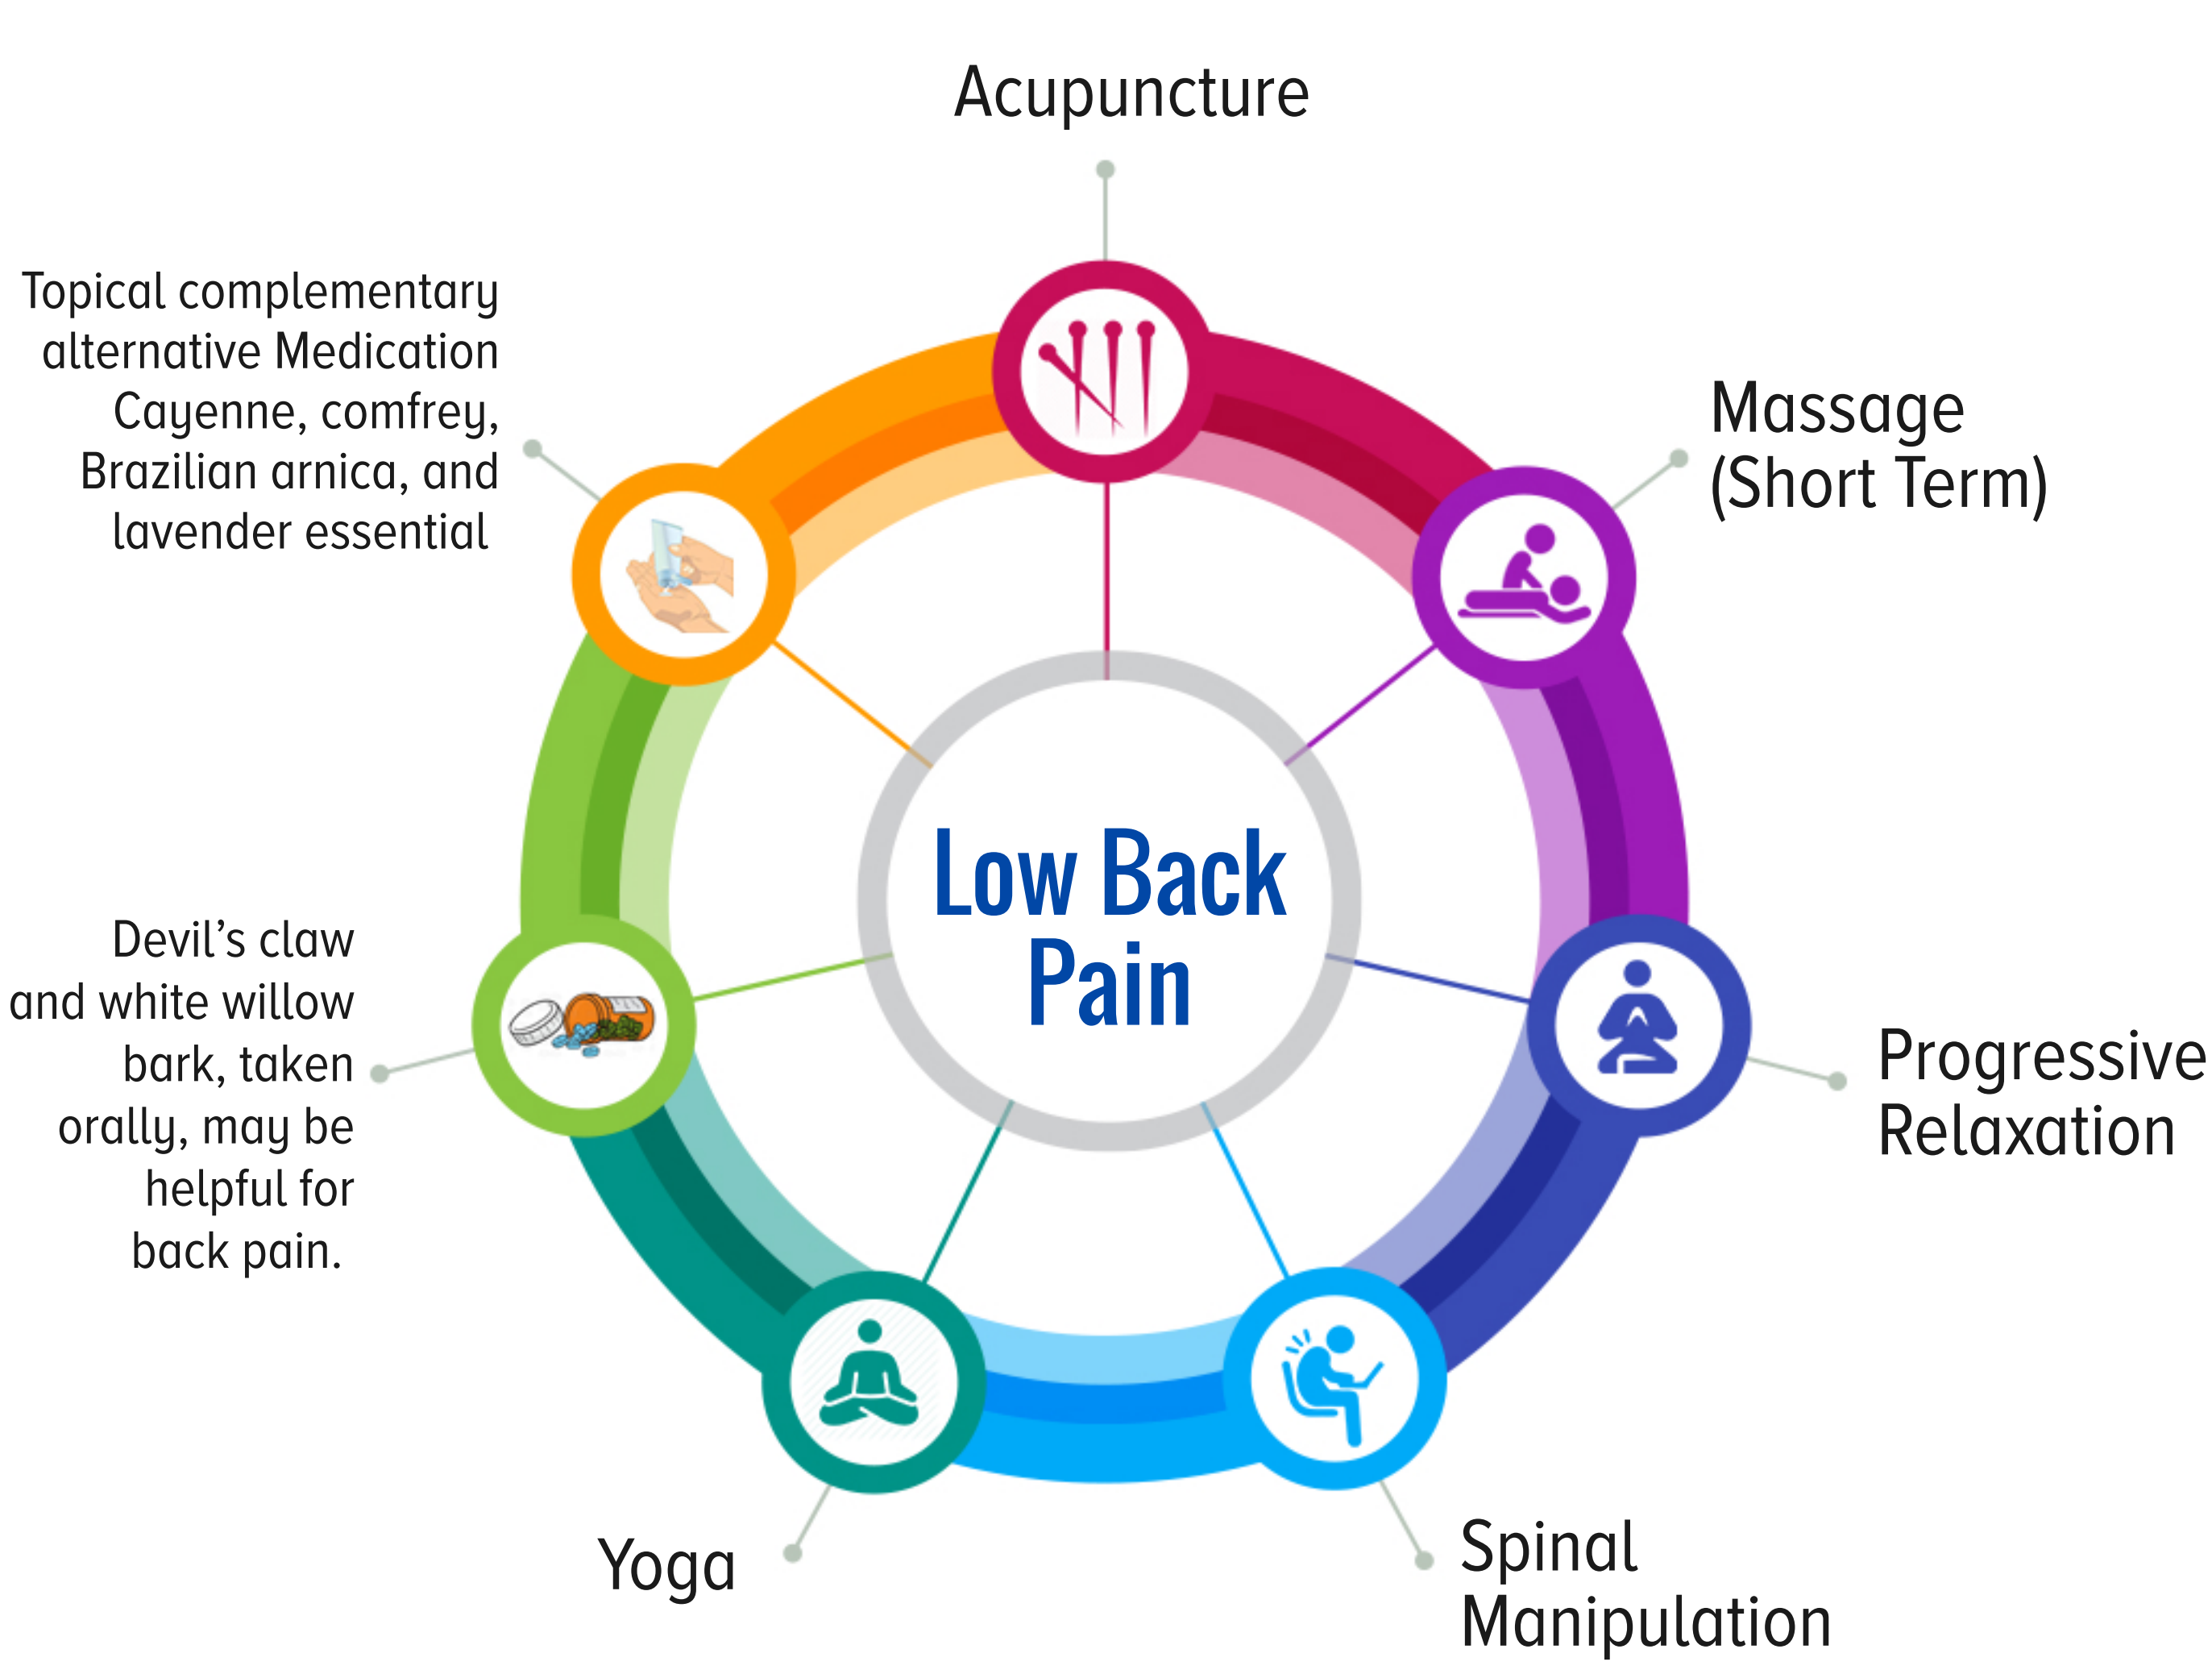 Acupuncture
Massage
(Short Term)
Progressive
Relaxation
Spinal
Manipulation
Yoga
Devil’s claw
and white willow
bark, taken
orally, may be
helpful for
back pain.
Topical complementary
alternative Medication
Cayenne, comfrey,
Brazilian arnica, and
lavender essential
Low Back
Pain